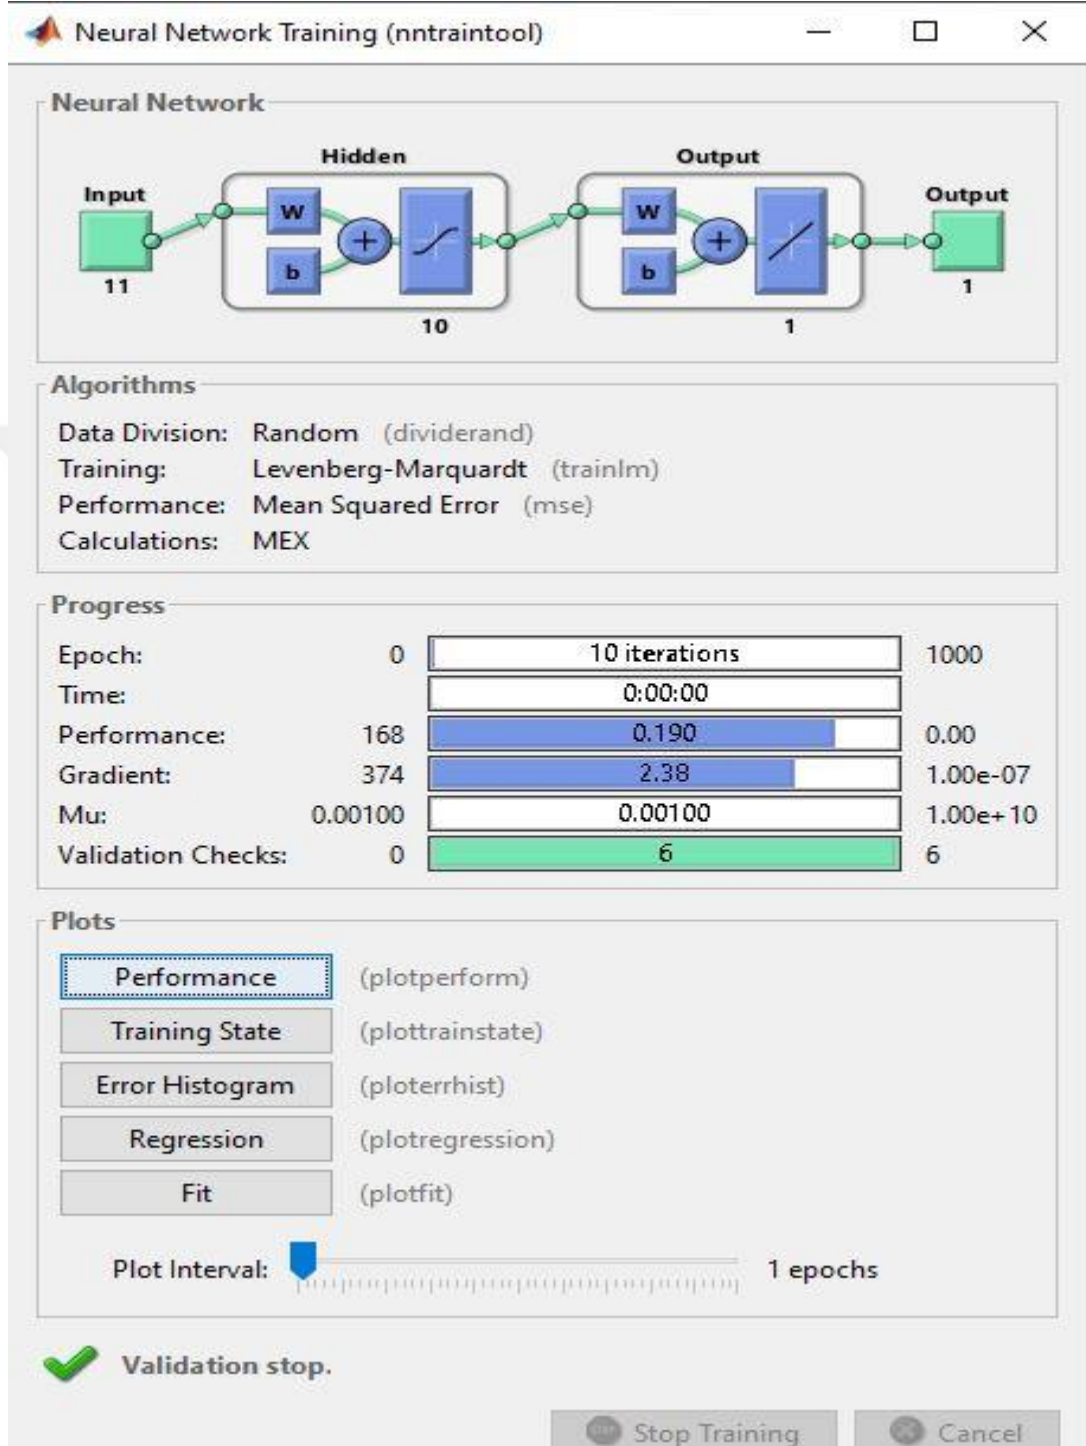 Neural Network Training (nntraintool)
Neural Network
Hidden Output
Input Output
W W
b b
11 1
10 1
Algorithms
Data Division: Random (dividerand)
Training: Levenberg-Marquardt (trainlm)
Performance: Mean Squared Error (mse)
Calculations: MEX
Progress
Epoch: 0 10 iterations 1000
Time: 0:00:00
Performance: 168 0.190 0.00
Gradient: 374 2.38 1.00e-07
Mu: 0.00100 0.00100 1.00e+10
Validation Checks: 0 6 6
Plots
Performance (plotperform)
Training State (plottrainstate)
Error Histogram (ploterrhist)
Regression (plotregression)
Fit (plotfit)
Plot Interval: 1 epochs
Validation stop.
Stop Training Cancel